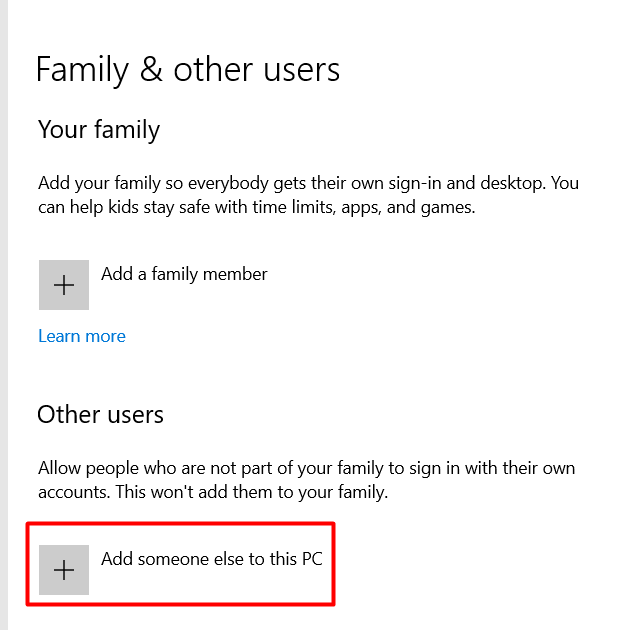 Family & other users
Your family
Add your family so everybody gets their own sign-in and desktop. You
can help kids stay safe with time limits, apps, and games.
Add a family member
Learn more
Other users
Allow people who are not part of your family to sign in with their own
accounts. This won't add them to your family.
Add someone else to this PC